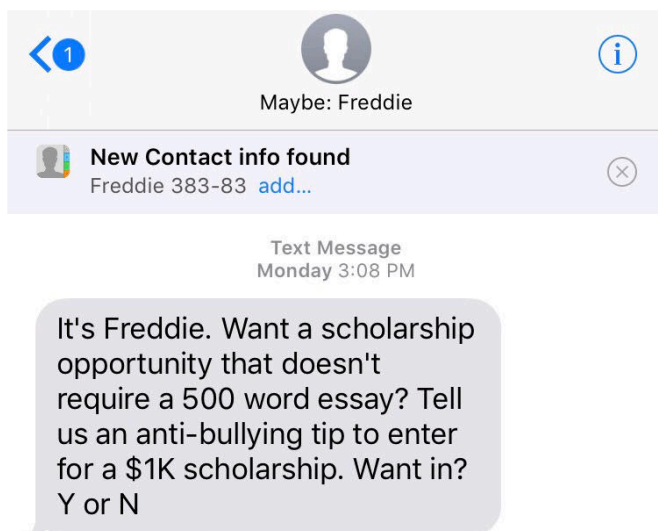 1
i
Maybe: Freddie
New Contact info found
Freddie 383-83 add...
Text Message
Monday 3:08 PM
It's Freddie. Want a scholarship
opportunity that doesn't
require a 500 word essay? Tell
us an anti-bullying tip to enter
for a $1K scholarship. Want in?
Y or N